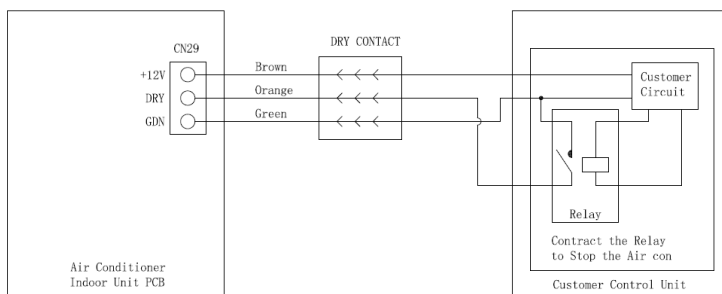 CN29
DRY CONTACT
+12V
Brown
Customer
Circuit
DRY
Orange
GDN
Green
Relay
Contract the Relay
to Stop the Air con
Air Conditioner
Indoor Unit PCB
Customer Control Unit